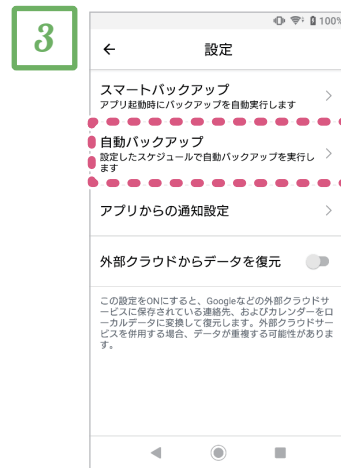 3
100%
設定
スマートバックアップ
アプリ起動時にバックアップを自動実行します
自動バックアップ
設定したスケジュールで自動バックアップを実行し
ます
アプリからの通知設定
外部クラウドからデータを復元
この設定をONにすると、Googleなどの外部クラウドサ
ービスに保存されている連絡先、およびカレンダーをロ
ーカルデータに変換して復元します。外部クラウドサー
ビスを併用する場合、データが重複する可能性がありま
す。